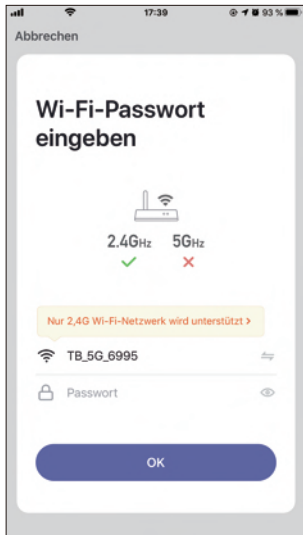 17:39
93 %
Abbrechen
Wi-Fi-Passwort
eingeben
2.4GHz 5GHz
Nur 2,4G Wi-Fi-Netzwerk wird unterstützt >
TB_5G_6995
Passwort
OK